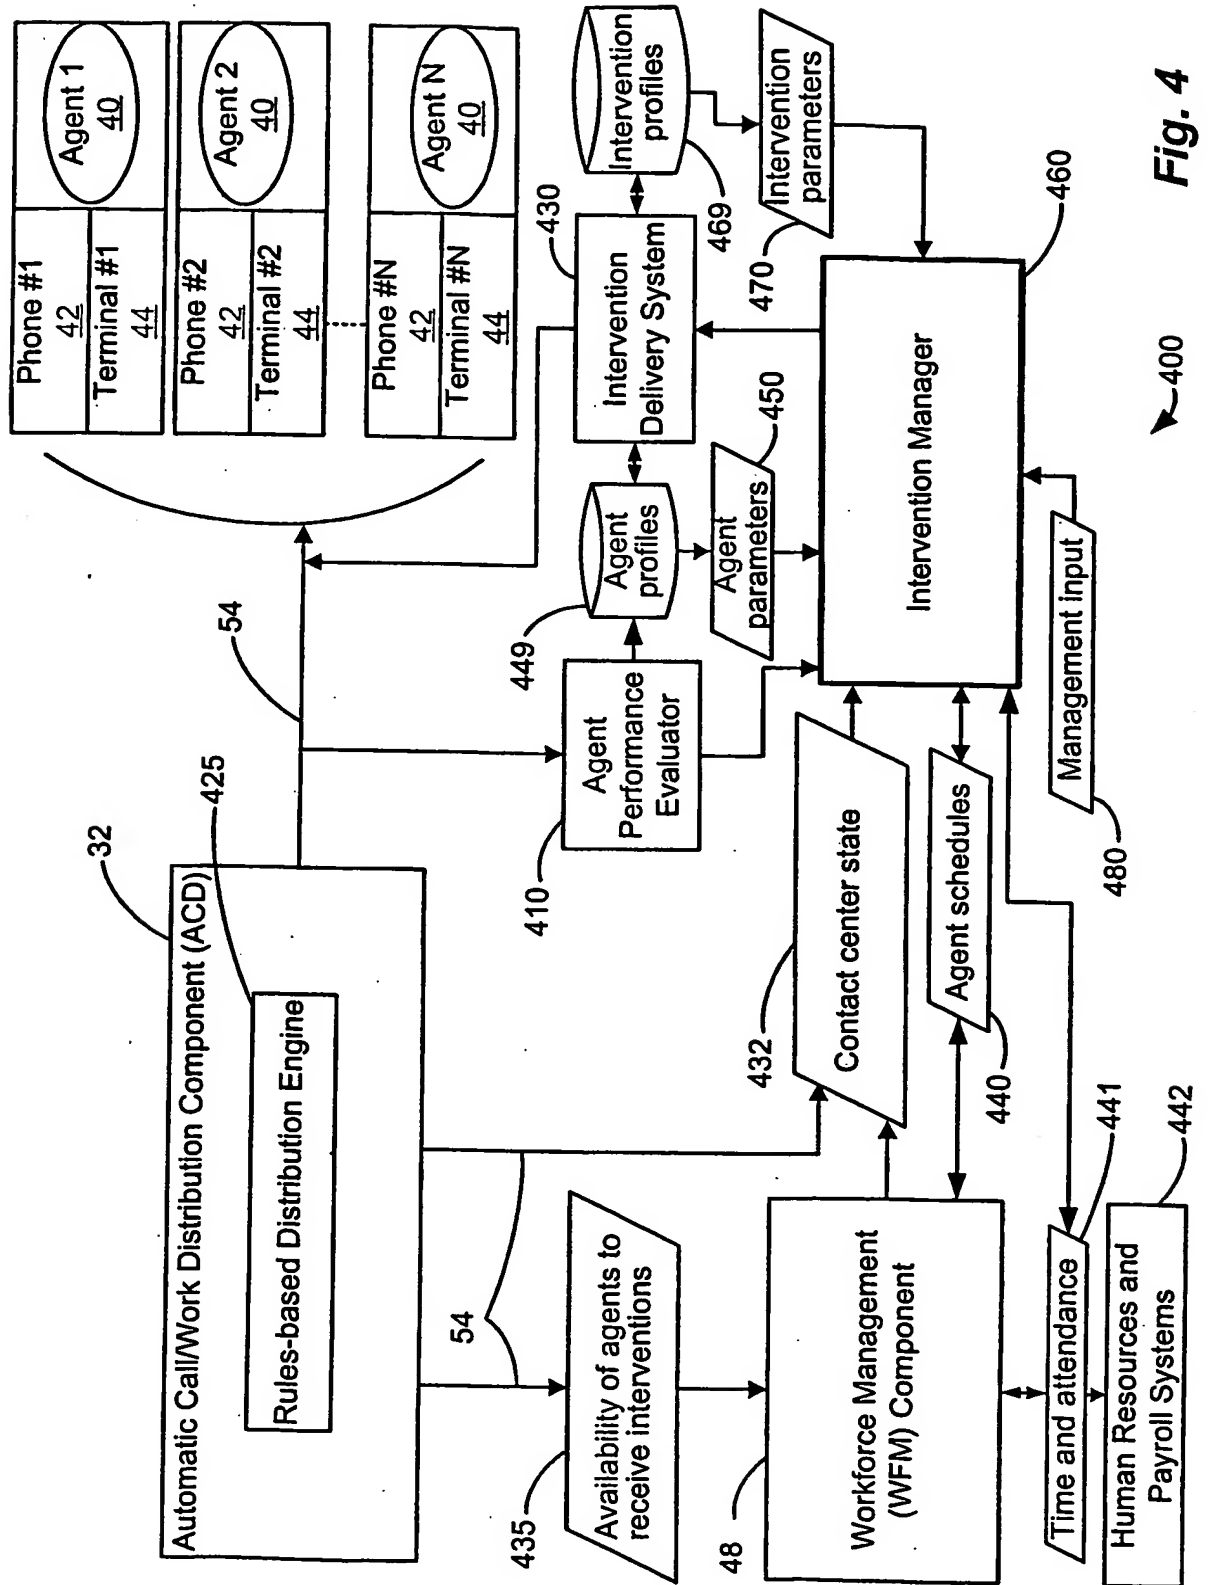 Automatic Call/Work Distribution Component (ACD)
32
Rules-based Distribution Engine
425
54
Phone #1
42
Terminal #1
44
Agent 1
40
Phone #2
42
Terminal #2
44
Agent 2
40
Phone #N
42
Terminal #N
44
Agent N
40
54
435
Availability of agents to
receive interventions
410
Agent
Performance
Evaluator
449
Agent
profiles
Intervention
Delivery System
430
Intervention
profiles
469
Agent
parameters
450
470
Intervention
parameters
48
Workforce Management
(WFM) Component
432
Contact center state
Agent schedules
440
Intervention Manager
460
Time and attendance
441
Human Resources and
Payroll Systems
442
480
Management input
400
Fig. 4